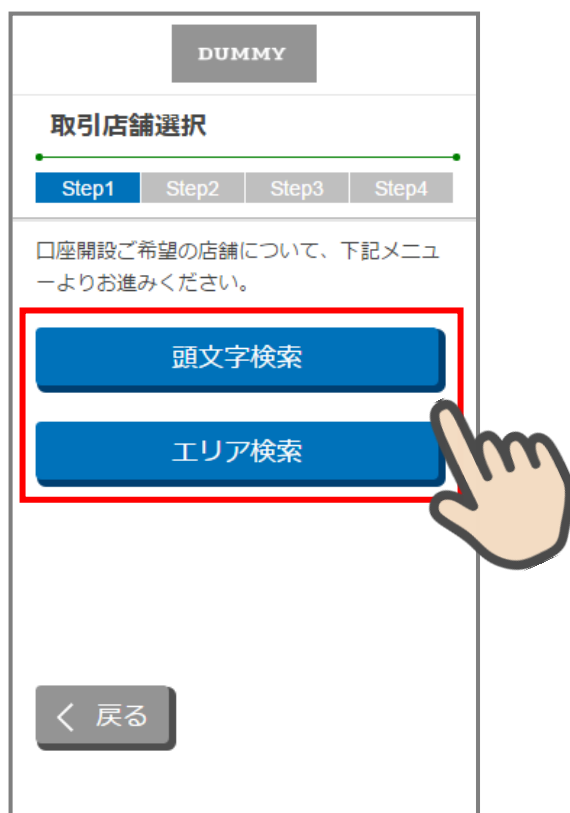 DUMMY
取引店舗選択
Step1 Step2 Step3 Step4
口座開設ご希望の店舗について、下記メニュ
ーよりお進みください。
頭文字検索
エリア検索
戻る